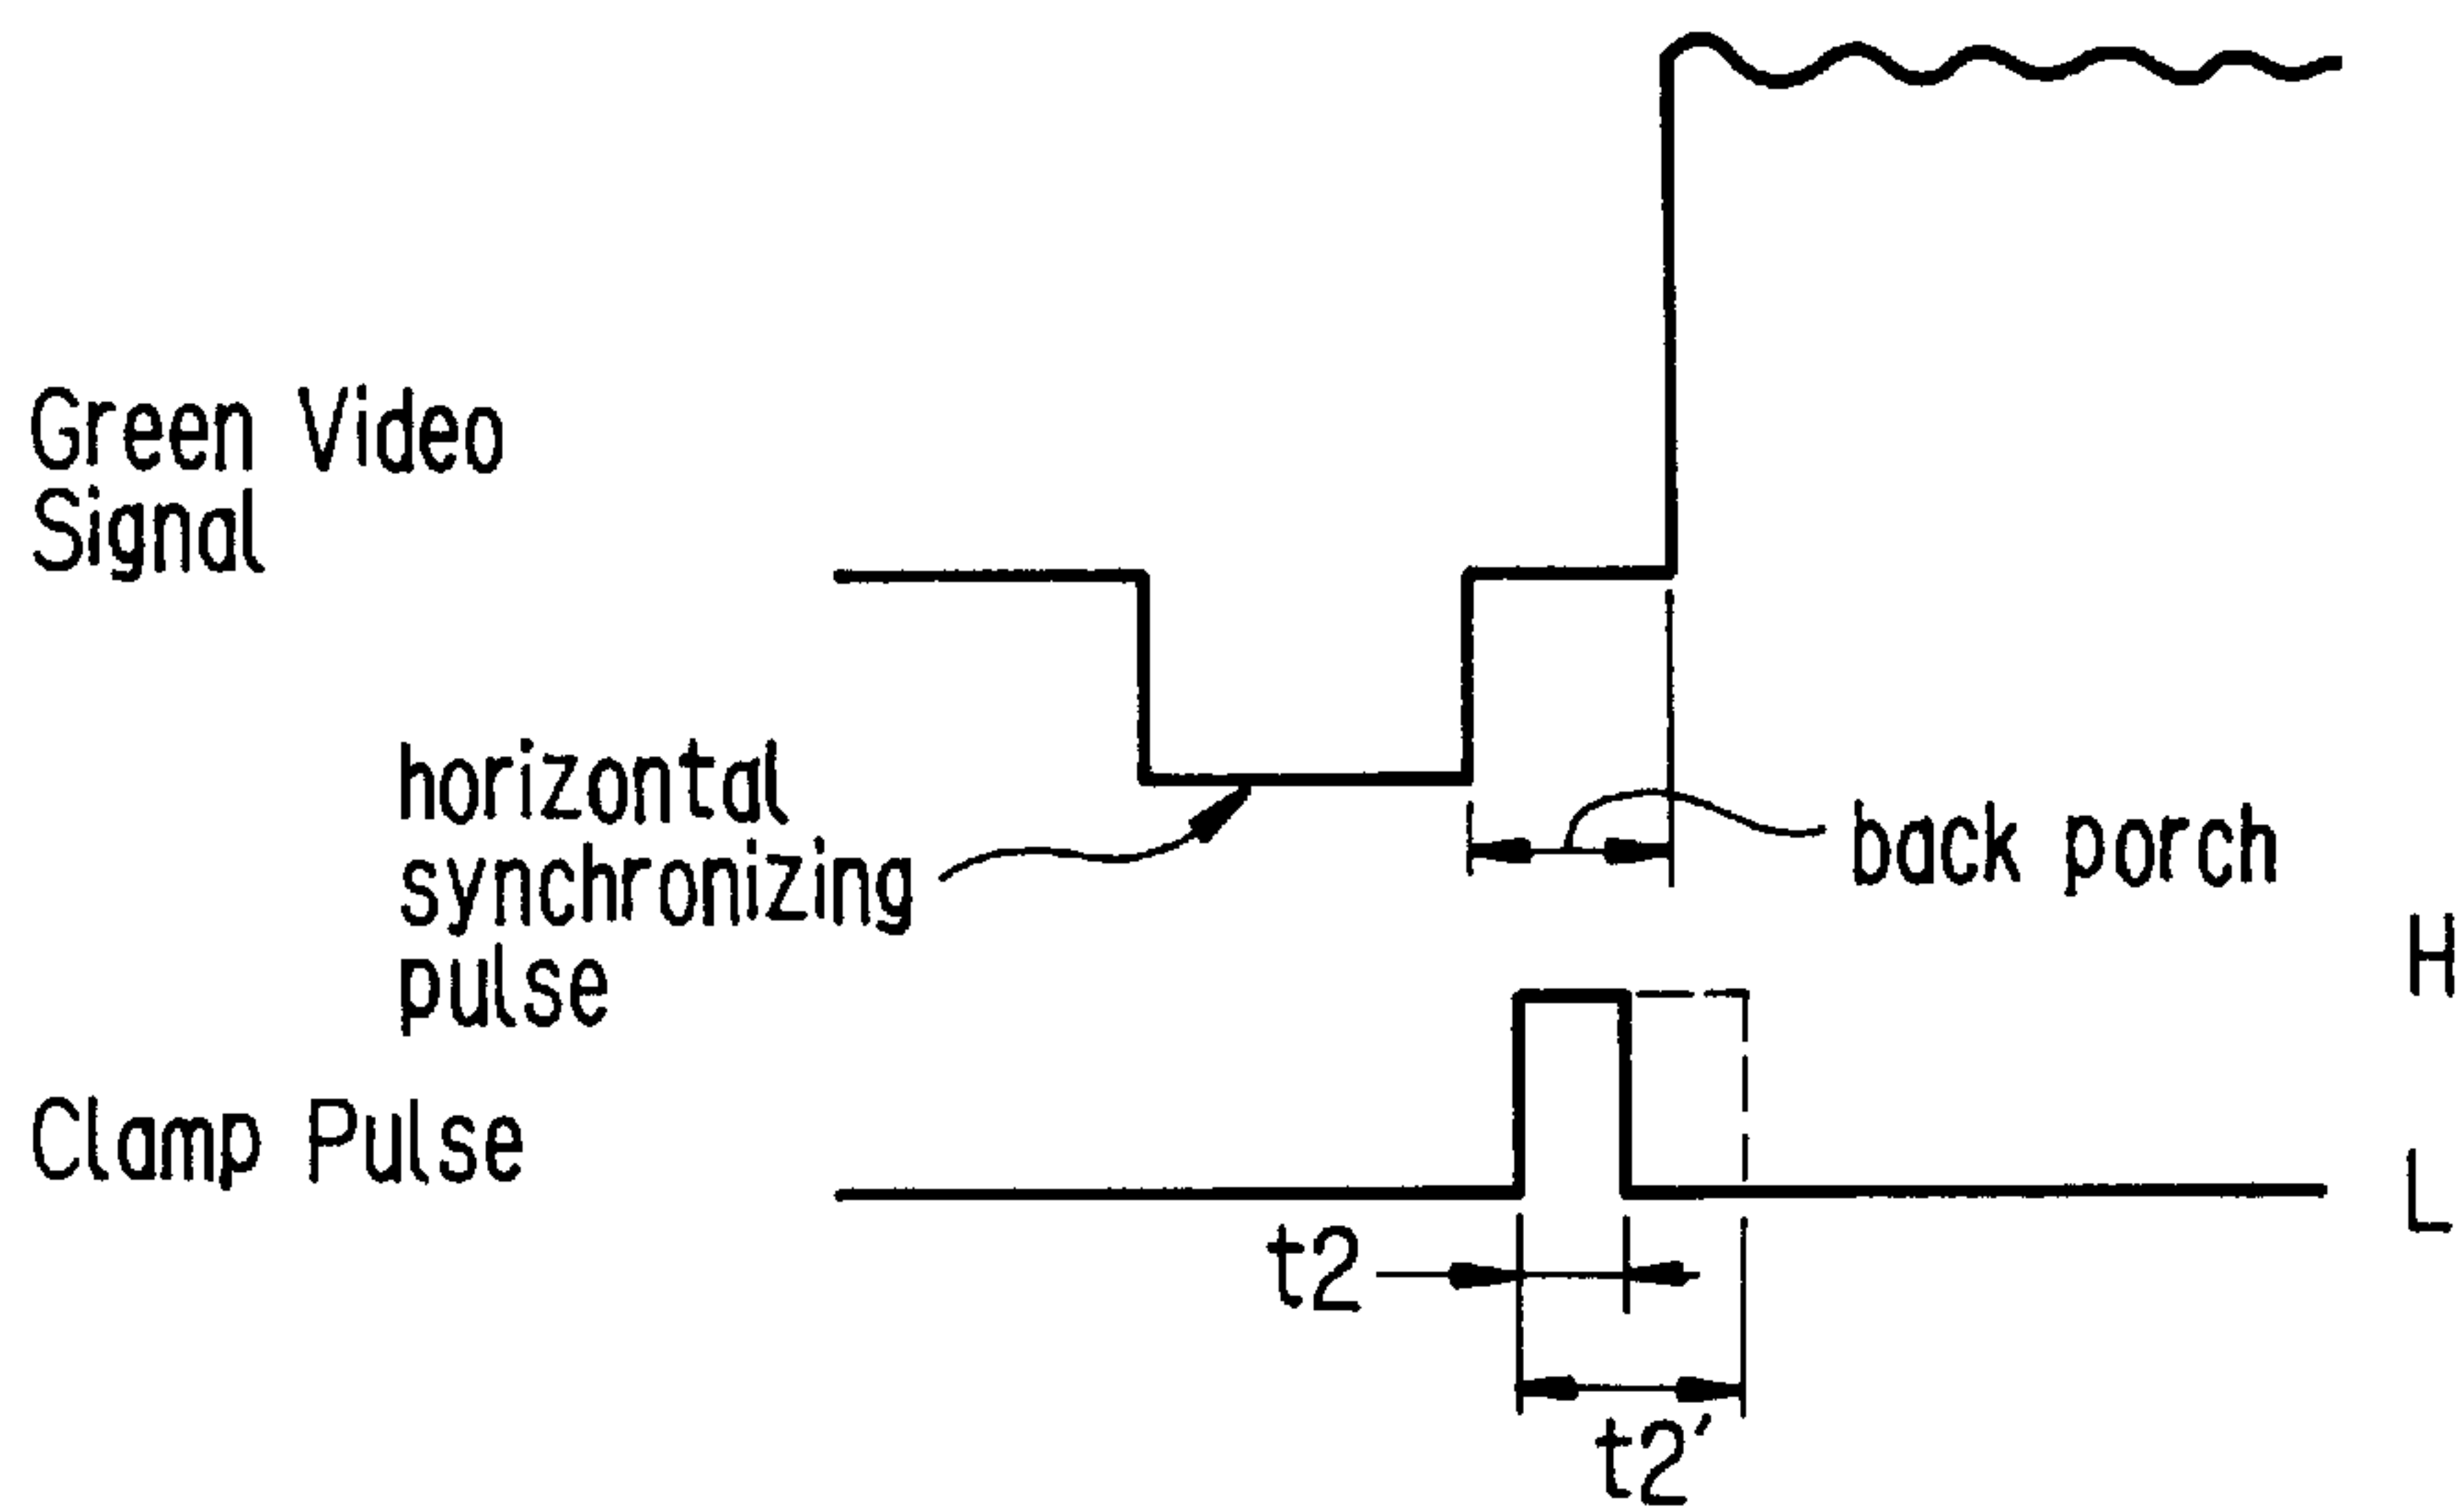 Green Video
Signal
horizontal
synchronizing
pulse
back porch
H
Clamp Pulse
L
t2
t2′